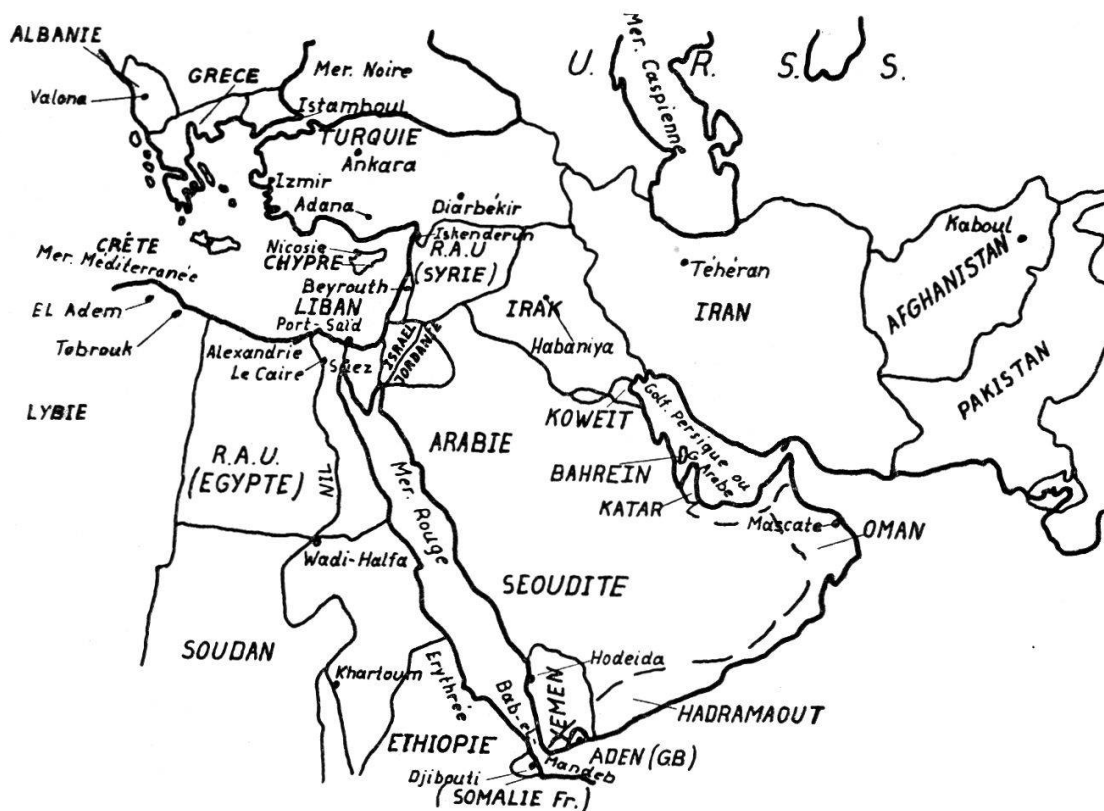 ALBANIE
Valona
GRECE
Mer. Noire
Istamboul
TURQUIE
Ankara
Izmir
Adana
Diarbékir
Iskenderun
U. R. S. S.
Mer. Caspienne
Kaboul
AFGHANISTAN
PAKISTAN
Téhéran
IRAN
CRÈTE
Mer. Méditerranée
Nicosie
CHYPRE
R.A.U
(SYRIE)
Beyrouth
LIBAN
Port-Saïd
IRAK
Habaniya
EL Adem
Tobrouk
Alexandrie
Le Caire
Suez
ISRAEL
JORDANIE
LYBIE
R.A.U.
(EGYPTE)
NIL
ARABIE
KOWEIT
Golf. Persique ou
G. Arabe
BAHREIN
KATAR
Mascate
OMAN
Mer. Rouge
Wadi-Halfa
SEOUDITE
SOUDAN
Khartoum
Erythrée
Hodeida
YEMEN
HADRAMAOUT
Bab-el-
Mandeb
ETHIOPIE
ADEN (G.B)
Djibouti
(SOMALIE Fr.)